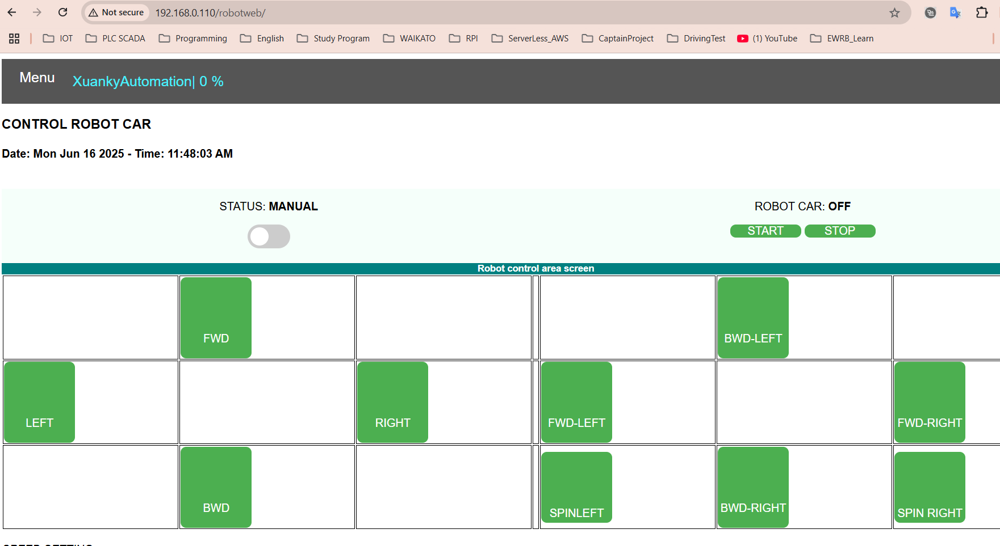 Not secure 192.168.0.110/robotweb/
IOT PLC SCADA Programming English Study Program WAIKATO RPI ServerLess_AWS CaptainProject DrivingTest (1) YouTube EWRB_Learn
Menu XuankyAutomation| 0 %
CONTROL ROBOT CAR
Date: Mon Jun 16 2025 - Time: 11:48:03 AM
STATUS: MANUAL ROBOT CAR: OFF
START STOP
Robot control area screen
FWD BWD-LEFT
LEFT RIGHT FWD-LEFT FWD-RIGHT
BWD SPINLEFT BWD-RIGHT SPIN RIGHT
SPEED SETTING